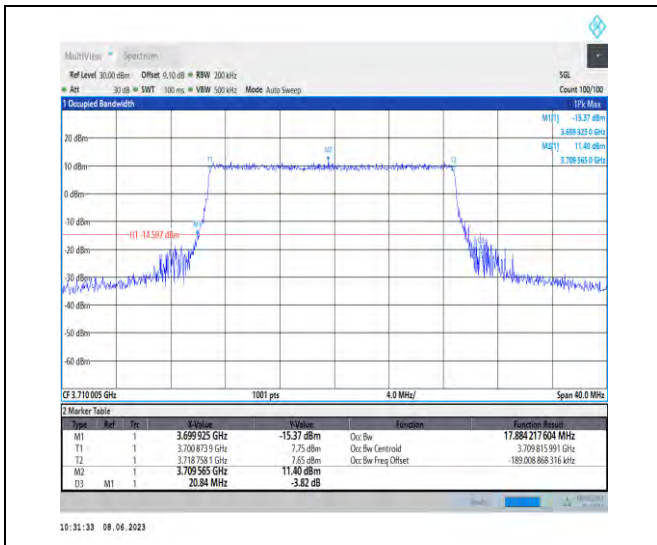 MultiView Spectrum
Ref Level 30.00 dBm Offset 9.10 dB RBW 200 kHz SGL
Att 30 dB SWT 100 ms VBW 500 kHz Mode Auto Sweep Count 100/100
1 Occupied Bandwidth 1Pk Max
M1[1] -15.37 dBm
3.699 925 0 GHz
M2[1] 11.40 dBm
3.709 565 0 GHz
20 dBm
M2
T1 T2
10 dBm
0 dBm
-10 dBm
M1
H1 -14.597 dBm
-20 dBm
-30 dBm
-40 dBm
-50 dBm
-60 dBm
CF 3.710 005 GHz 1001 pts 4.0 MHz/ Span 40.0 MHz
2 Marker Table
Type Ref Trc X-Value Y-Value Function Function Result
M1 1 3.699 925 GHz -15.37 dBm Occ Bw 17.884 217 604 MHz
T1 1 3.700 873 9 GHz 7.75 dBm Occ Bw Centroid 3.709 815 991 GHz
T2 1 3.718 758 1 GHz 7.65 dBm Occ Bw Freq Offset -189.008 868 316 kHz
M2 1 3.709 565 GHz 11.40 dBm
D3 M1 1 20.84 MHz -3.82 dB
Ready
10:31:33 08.06.2023